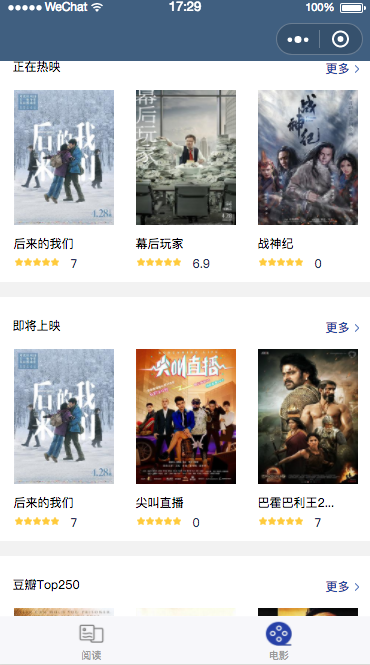 WeChat 17:29 100%
正在热映 更多
幕后玩家
后来的我们
4.28
战神纪
后来的我们 幕后玩家 战神纪
7 6.9 0
即将上映 更多
后来的我们
4.28
尖叫直播
后来的我们 尖叫直播 巴霍巴利王2...
7 0 7
豆瓣Top250 更多
阅读 电影